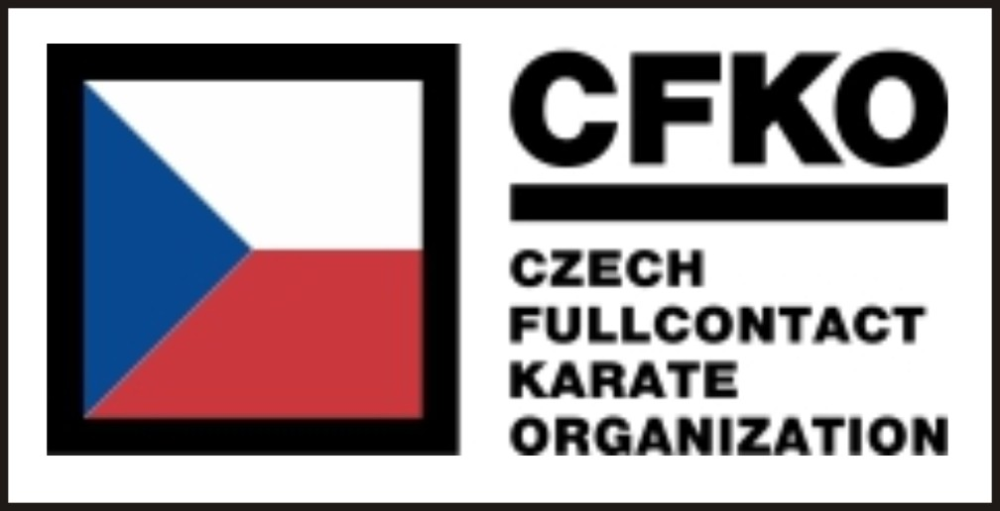 CFKO
CZECH
FULLCONTACT
KARATE
ORGANIZATION